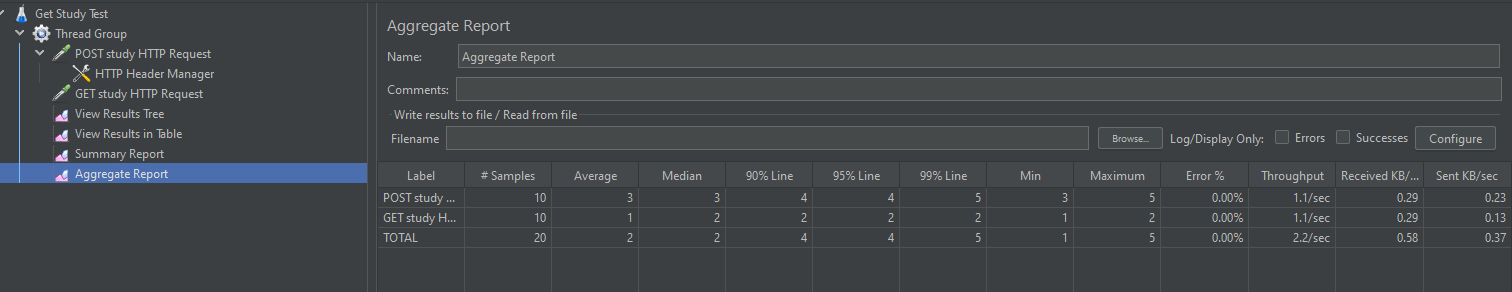 Get Study Test
Thread Group
POST study HTTP Request
HTTP Header Manager
GET study HTTP Request
View Results Tree
View Results in Table
Summary Report
Aggregate Report
Aggregate Report
Name: Aggregate Report
Comments:
Write results to file / Read from file
Filename Browse... Log/Display Only: Errors Successes Configure
Label # Samples Average Median 90% Line 95% Line 99% Line Min Maximum Error % Throughput Received KB/... Sent KB/sec
POST study ... 10 3 3 4 4 5 3 5 0.00% 1.1/sec 0.29 0.23
GET study H... 10 1 2 2 2 2 1 2 0.00% 1.1/sec 0.29 0.13
TOTAL 20 2 2 4 4 5 1 5 0.00% 2.2/sec 0.58 0.37